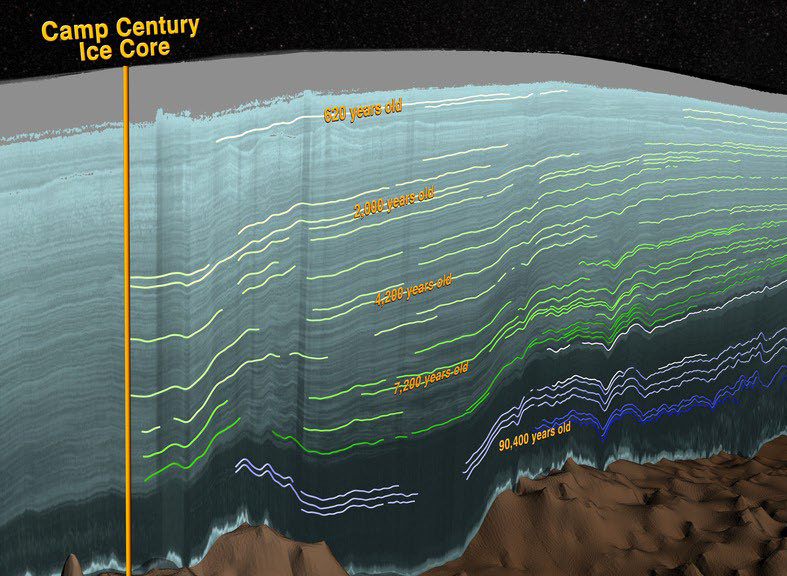 Camp Century
Ice Core
620 years old
2,000 years old
4,200 years old
7,200 years old
90,400 years old